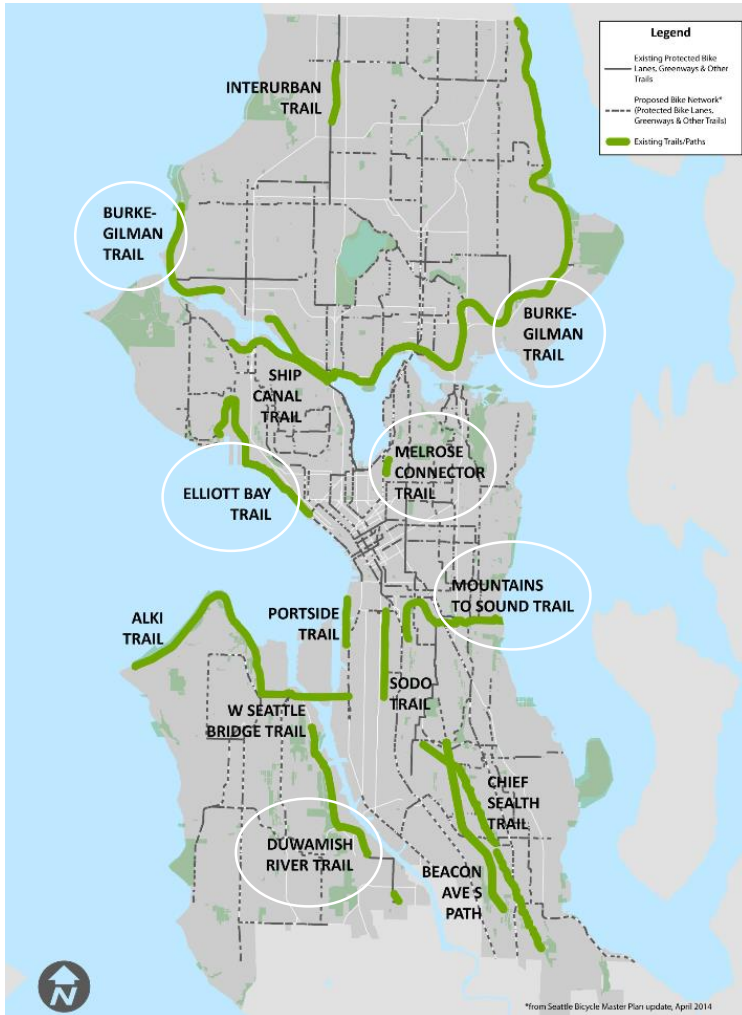 Legend
Existing Protected Bike
Lanes, Greenways & Other
Trails
Proposed Bike Network*
(Protected Bike Lanes,
Greenways & Other Trails)
Existing Trails/Paths
INTERURBAN
TRAIL
BURKE-
GILMAN
TRAIL
BURKE-
GILMAN
TRAIL
SHIP
CANAL
TRAIL
MELROSE
CONNECTOR
TRAIL
ELLIOTT BAY
TRAIL
MOUNTAINS
TO SOUND TRAIL
ALKI
TRAIL
PORTSIDE
TRAIL
SODO
TRAIL
W SEATTLE
BRIDGE TRAIL
CHIEF
SEALTH
TRAIL
DUWAMISH
RIVER TRAIL
BEACON
AVE S
PATH
N
*from Seattle Bicycle Master Plan update, April 2014